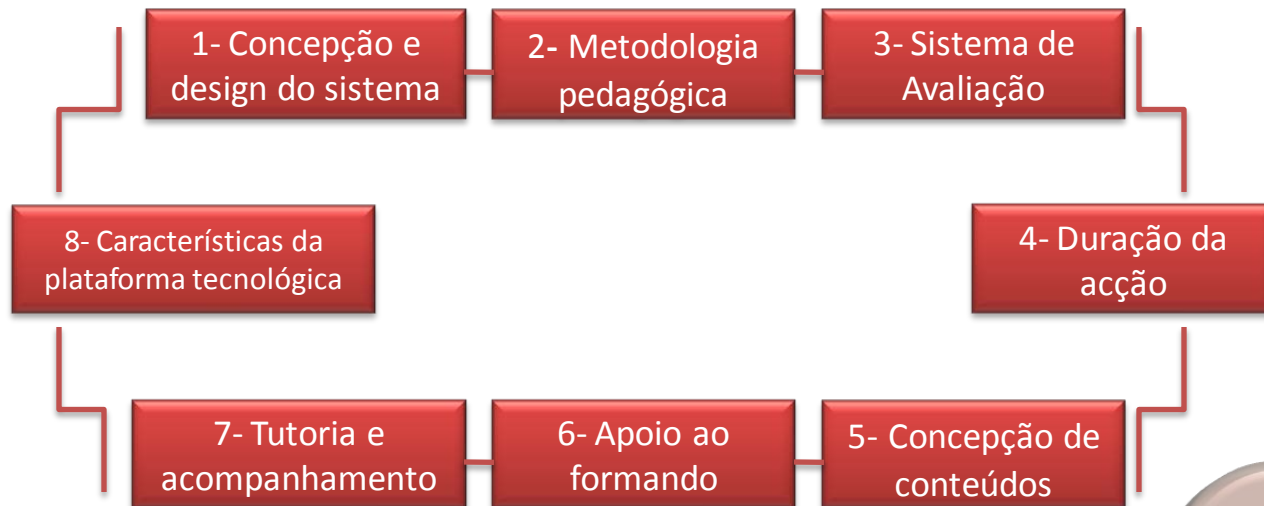 1- Concepção e
design do sistema
2- Metodologia
pedagógica
3- Sistema de
Avaliação
4- Duração da
acção
5- Concepção de
conteúdos
6- Apoio ao
formando
7- Tutoria e
acompanhamento
8- Características da
plataforma tecnológica